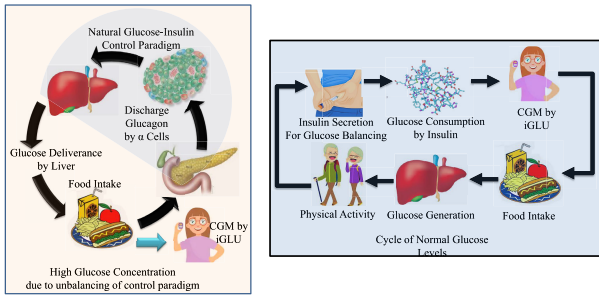 Natural Glucose-Insulin
Control Paradigm
Discharge
Glucagon
by α Cells
Glucose Deliverance
by Liver
Food Intake
CGM by
iGLU
High Glucose Concentration
due to unbalancing of control paradigm
Insulin Secretion
For Glucose Balancing
Glucose Consumption
by Insulin
CGM by
iGLU
Physical Activity
Glucose Generation
Food Intake
Cycle of Normal Glucose
Levels